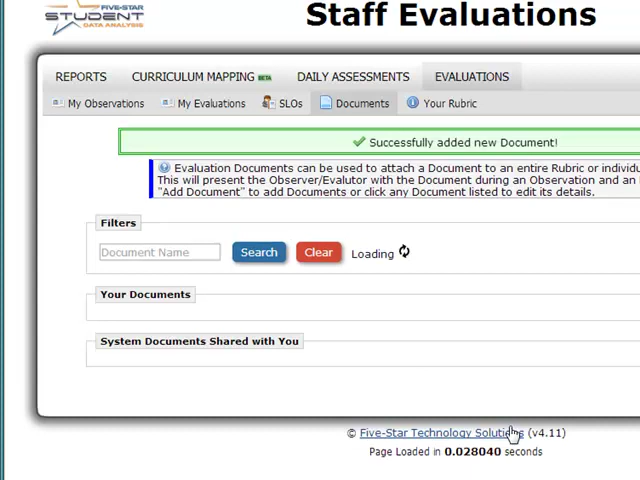 FIVE-STAR
STUDENT
DATA ANALYSIS
Staff Evaluations
REPORTS CURRICULUM MAPPING BETA DAILY ASSESSMENTS EVALUATIONS
My Observations My Evaluations SLOs Documents Your Rubric
Successfully added new Document!
Evaluation Documents can be used to attach a Document to an entire Rubric or individu
This will present the Observer/Evalutor with the Document during an Observation and an
"Add Document" to add Documents or click any Document listed to edit its details.
Filters
Document Name Search Clear Loading
Your Documents
System Documents Shared with You
© Five-Star Technology Solutions (v4.11)
Page Loaded in 0.028040 seconds